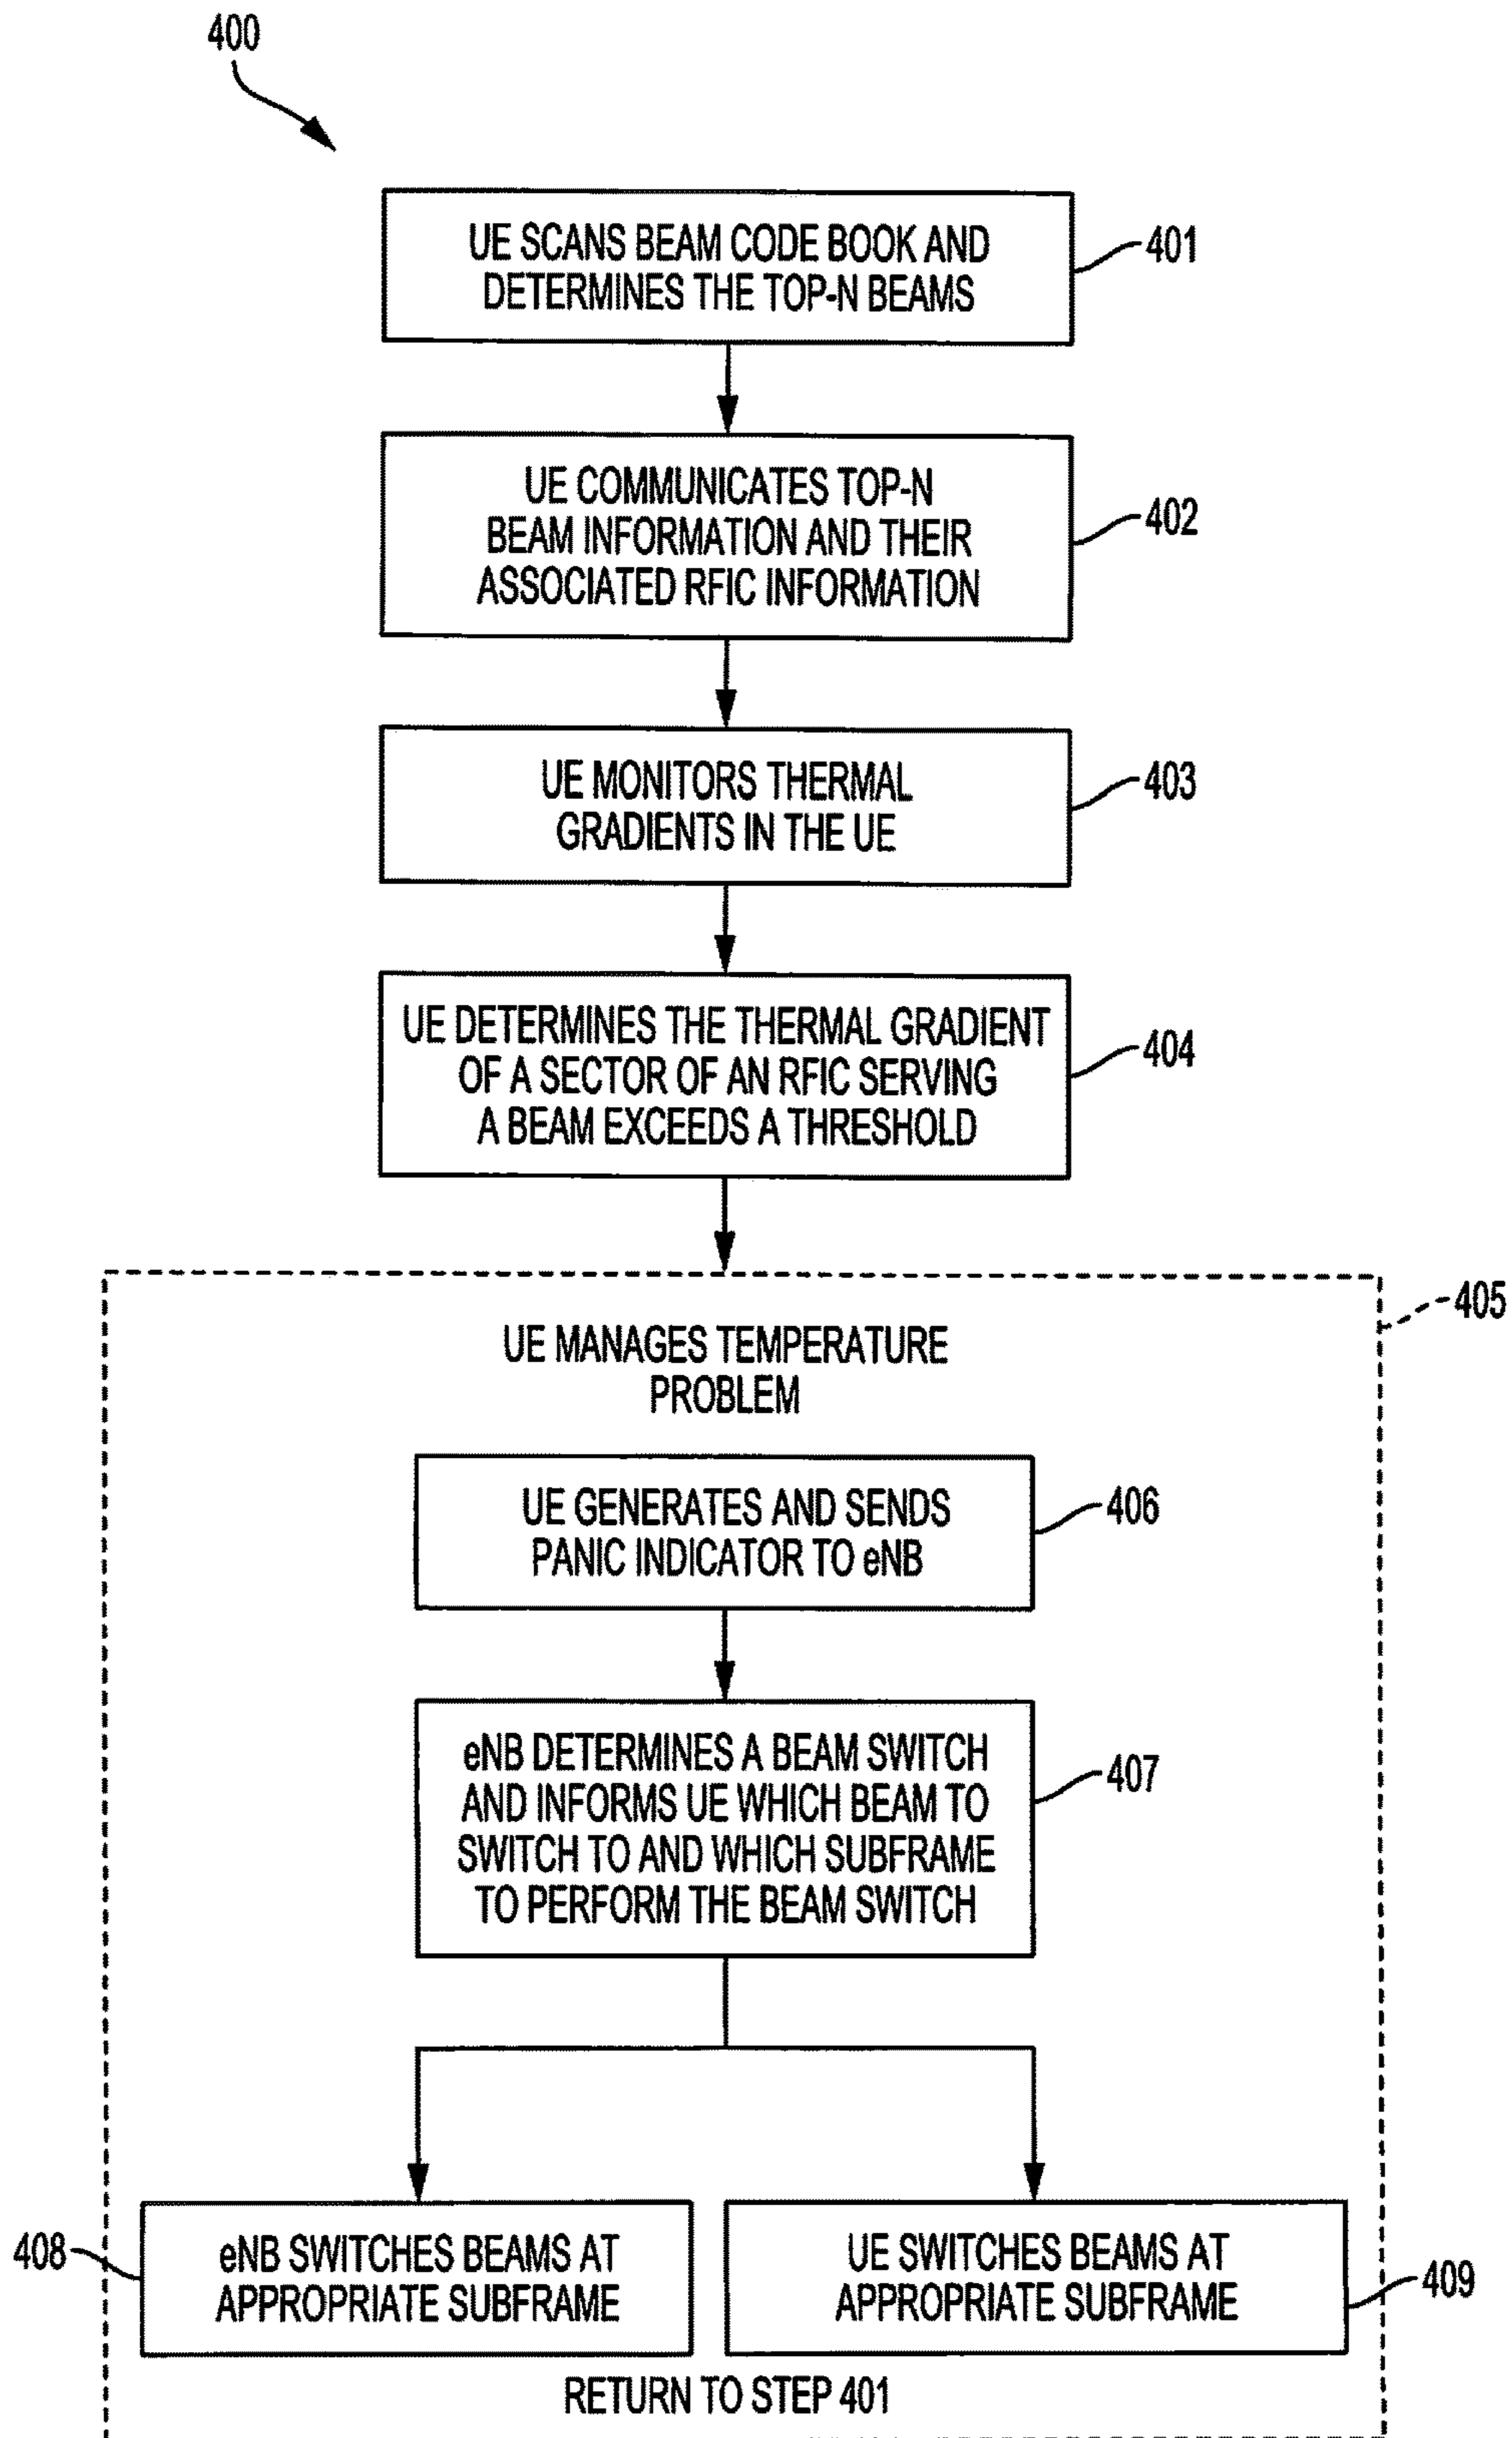 400
UE SCANS BEAM CODE BOOK AND
DETERMINES THE TOP-N BEAMS
401
UE COMMUNICATES TOP-N
BEAM INFORMATION AND THEIR
ASSOCIATED RFIC INFORMATION
402
UE MONITORS THERMAL
GRADIENTS IN THE UE
403
UE DETERMINES THE THERMAL GRADIENT
OF A SECTOR OF AN RFIC SERVING
A BEAM EXCEEDS A THRESHOLD
404
405
UE MANAGES TEMPERATURE
PROBLEM
UE GENERATES AND SENDS
PANIC INDICATOR TO eNB
406
eNB DETERMINES A BEAM SWITCH
AND INFORMS UE WHICH BEAM TO
SWITCH TO AND WHICH SUBFRAME
TO PERFORM THE BEAM SWITCH
407
408
eNB SWITCHES BEAMS AT
APPROPRIATE SUBFRAME
UE SWITCHES BEAMS AT
APPROPRIATE SUBFRAME
409
RETURN TO STEP 401